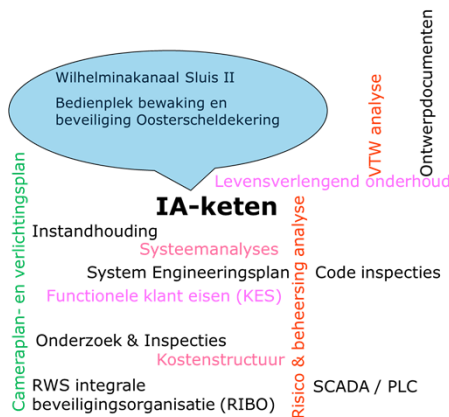 Wilhelminakanaal Sluis II
Bedienplek bewaking en
beveiliging Oosterscheldekering
VTW analyse
Ontwerpdocumenten
Levensverlengend onderhoud
IA-keten
Cameraplan- en verlichtingsplan
Instandhouding
Systeemanalyses
System Engineeringsplan
Risico & beheersing analyse
Code inspecties
Functionele klant eisen (KES)
Onderzoek & Inspecties
Kostenstructuur
RWS integrale
beveiligingsorganisatie (RIBO)
SCADA / PLC